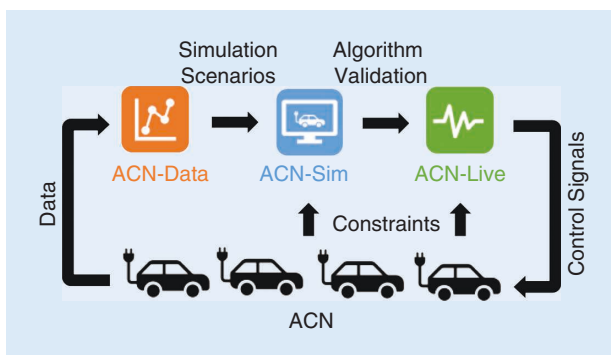 Simulation
Scenarios
Algorithm
Validation
ACN-Data
ACN-Sim
ACN-Live
Data
Constraints
Control Signals
ACN